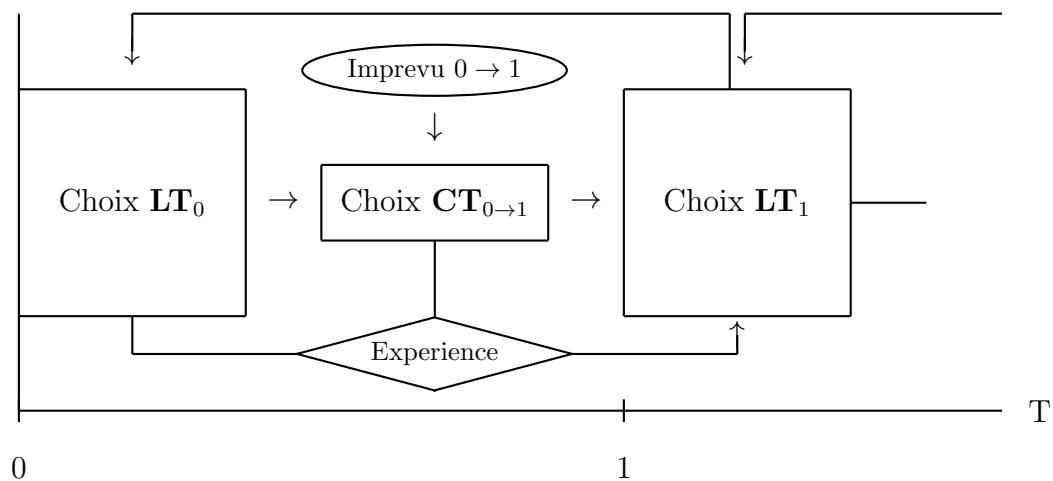 Imprevu 0 → 1
Choix LT₀
→
Choix CT₀→₁
→
Choix LT₁
Experience
T
0
1